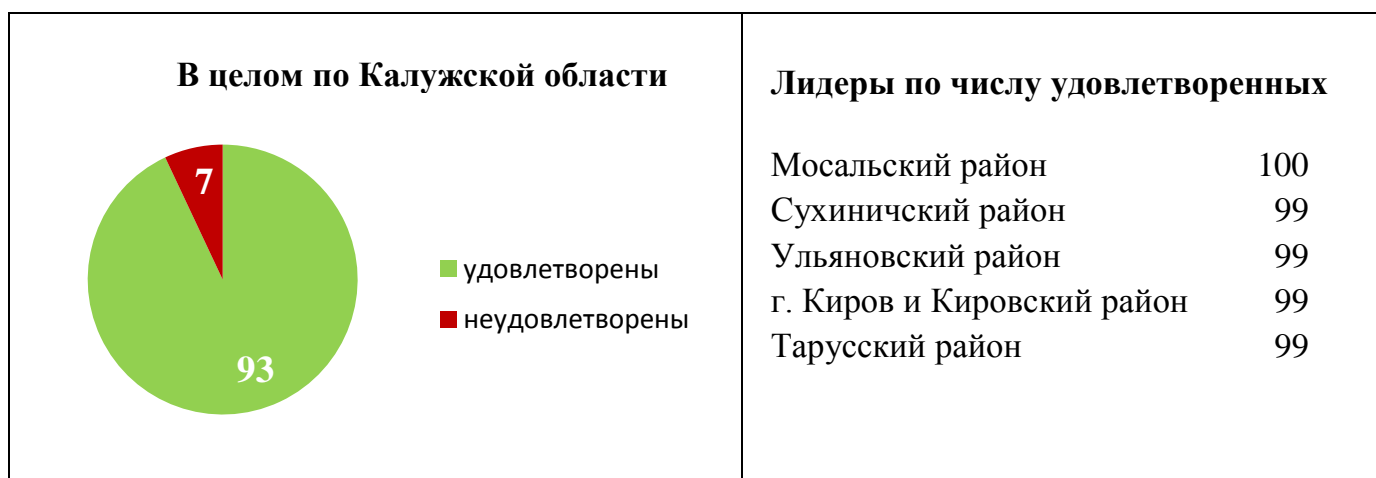 В целом по Калужской области
7
93
удовлетворены
неудовлетворены
Лидеры по числу удовлетворенных
Мосальский район 100
Сухиничский район 99
Ульяновский район 99
г. Киров и Кировский район 99
Тарусский район 99